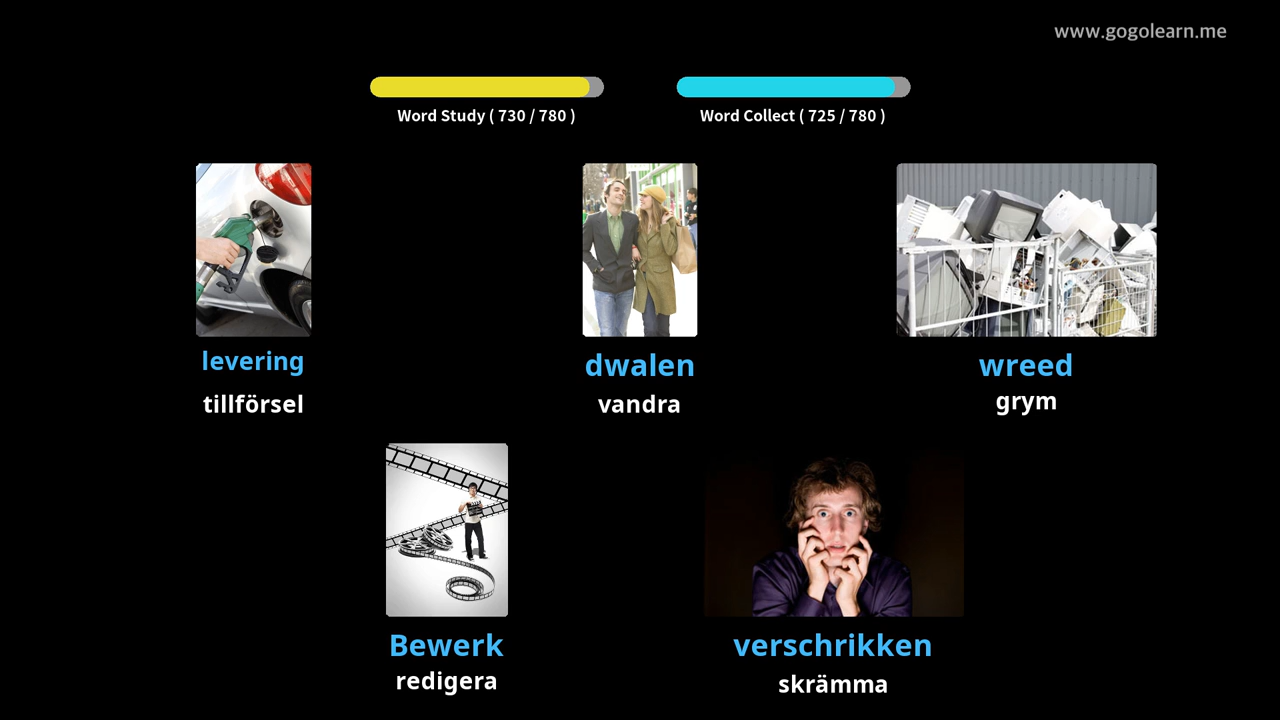 www.gogolearn.me
Word Study ( 730 / 780 )
Word Collect ( 725 / 780 )
levering
tillförsel
dwalen
vandra
wreed
grym
Bewerk
redigera
verschrikken
skrämma